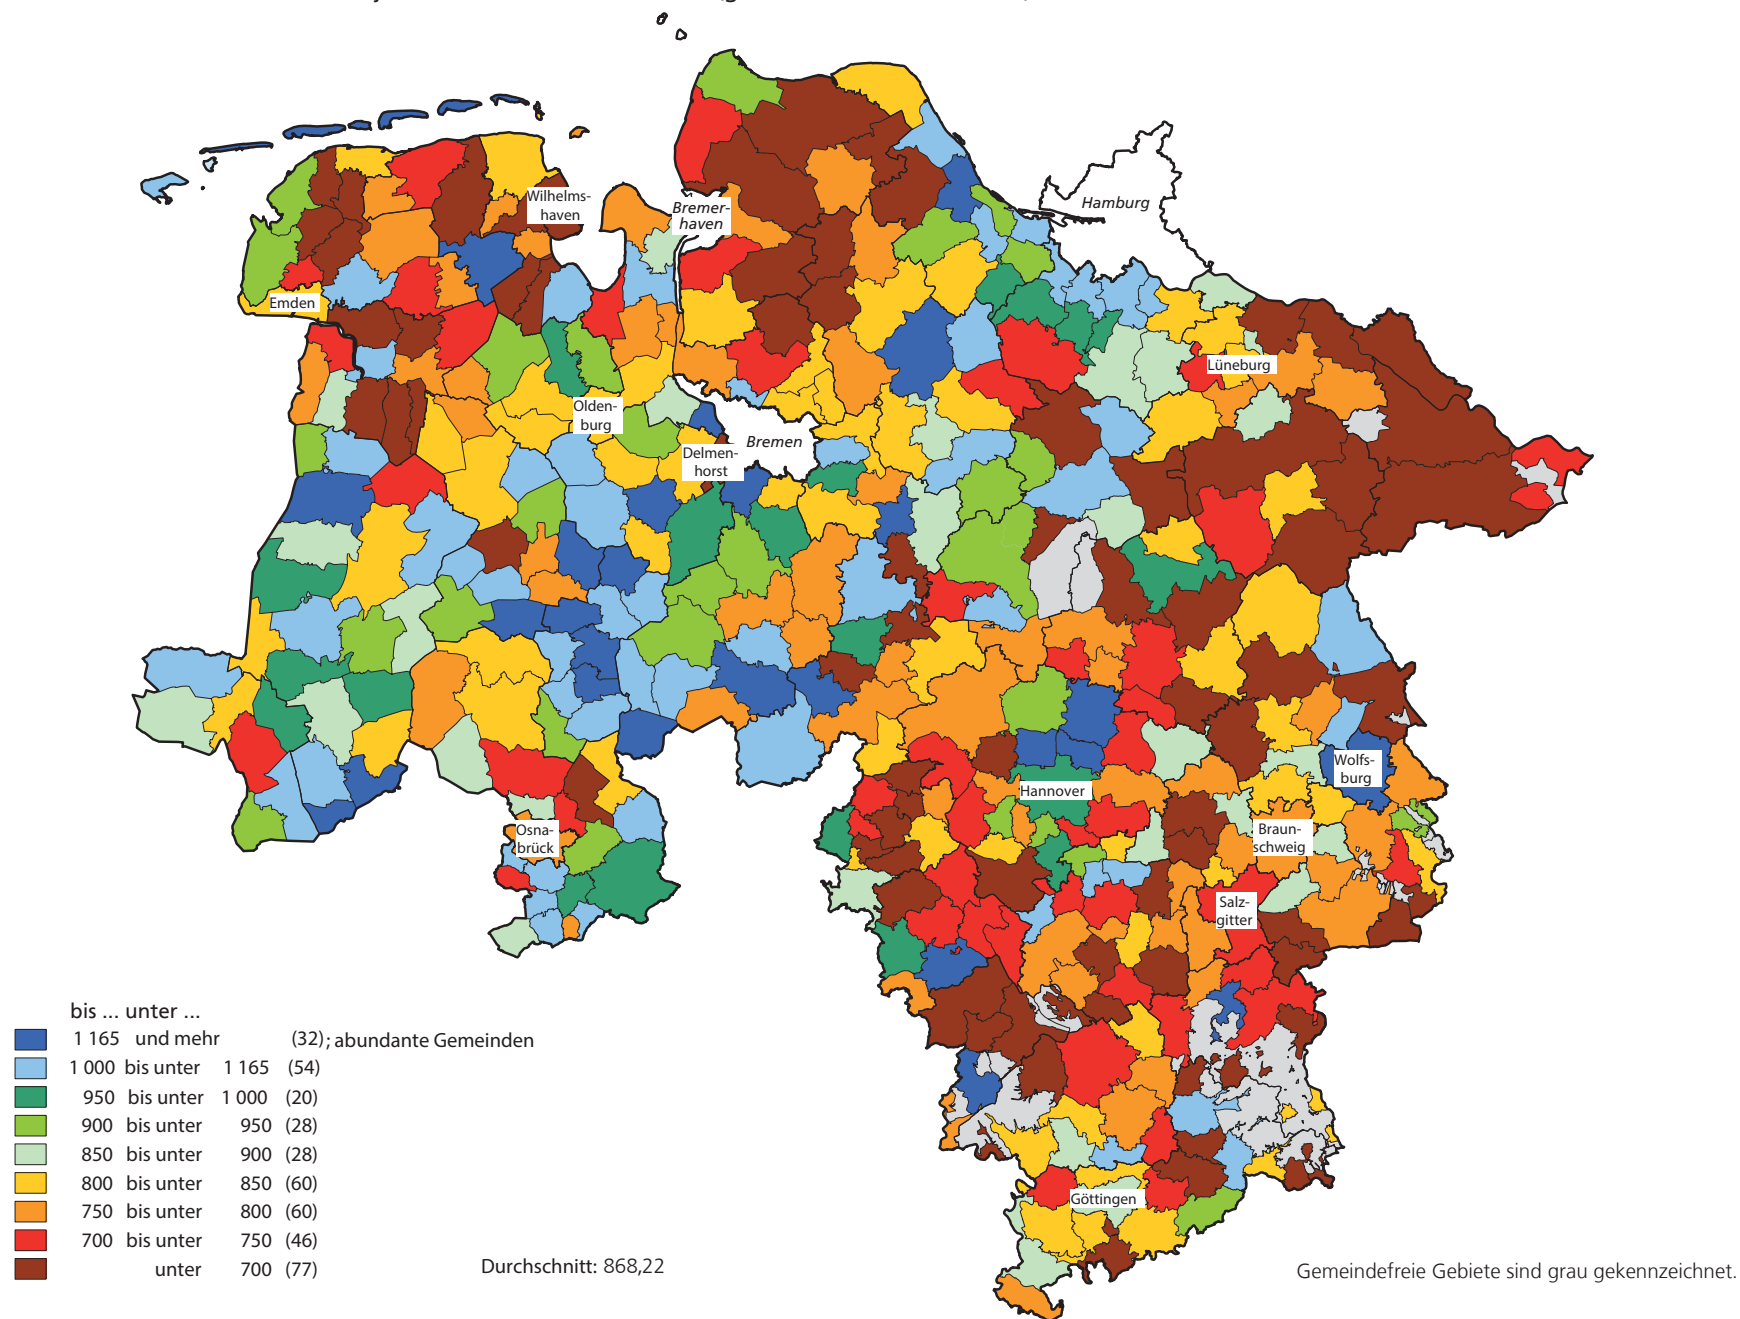 Hamburg
Wilhelms-
haven
Bremer-
haven
Emden
Lüneburg
Olden-
burg
Bremen
Delmen-
horst
Wolfs-
burg
Hannover
Osna-
brück
Braun-
schweig
Salz-
gitter
Göttingen
bis ... unter ...
1 165 und mehr (32); abundante Gemeinden
1 000 bis unter 1 165 (54)
950 bis unter 1 000 (20)
900 bis unter 950 (28)
850 bis unter 900 (28)
800 bis unter 850 (60)
750 bis unter 800 (60)
700 bis unter 750 (46)
unter 700 (77)
Durchschnitt: 868,22
Gemeindefreie Gebiete sind grau gekennzeichnet.